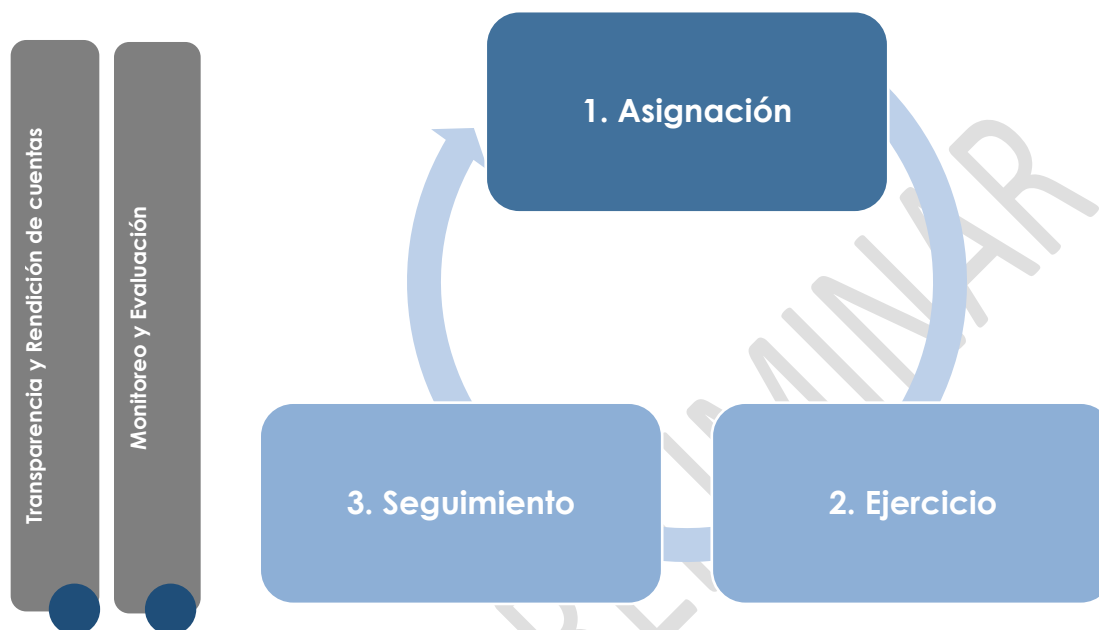 Transparencia y Rendición de cuentas
Monitoreo y Evaluación
1. Asignación
3. Seguimiento
2. Ejercicio